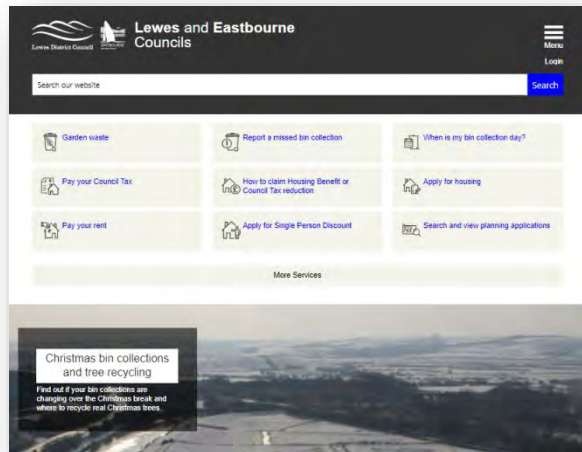 Lewes and Eastbourne
Councils
Lewes District Council
Menu
Login
Search our website
Search
Garden waste
Report a missed bin collection
When is my bin collection day?
Pay your Council Tax
How to claim Housing Benefit or
Council Tax reduction
Apply for housing
Pay your rent
Apply for Single Person Discount
Search and view planning applications
More Services
Christmas bin collections
and tree recycling
Find out if your bin collections are
changing over the Christmas break and
where to recycle real Christmas trees